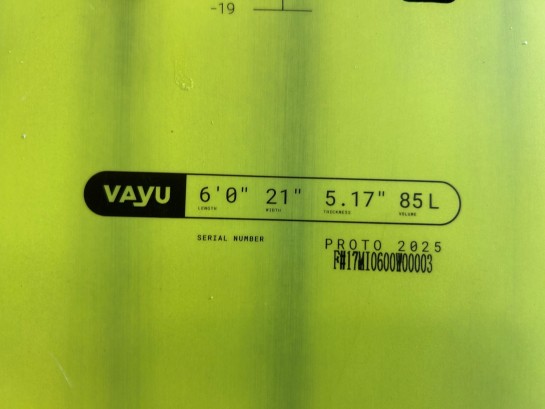 -19
VAYU 6'0" 21" 5.17" 85L
LENGTH WIDTH THICKNESS VOLUME
SERIAL NUMBER PROTO 2025
F#17MI0600W00003